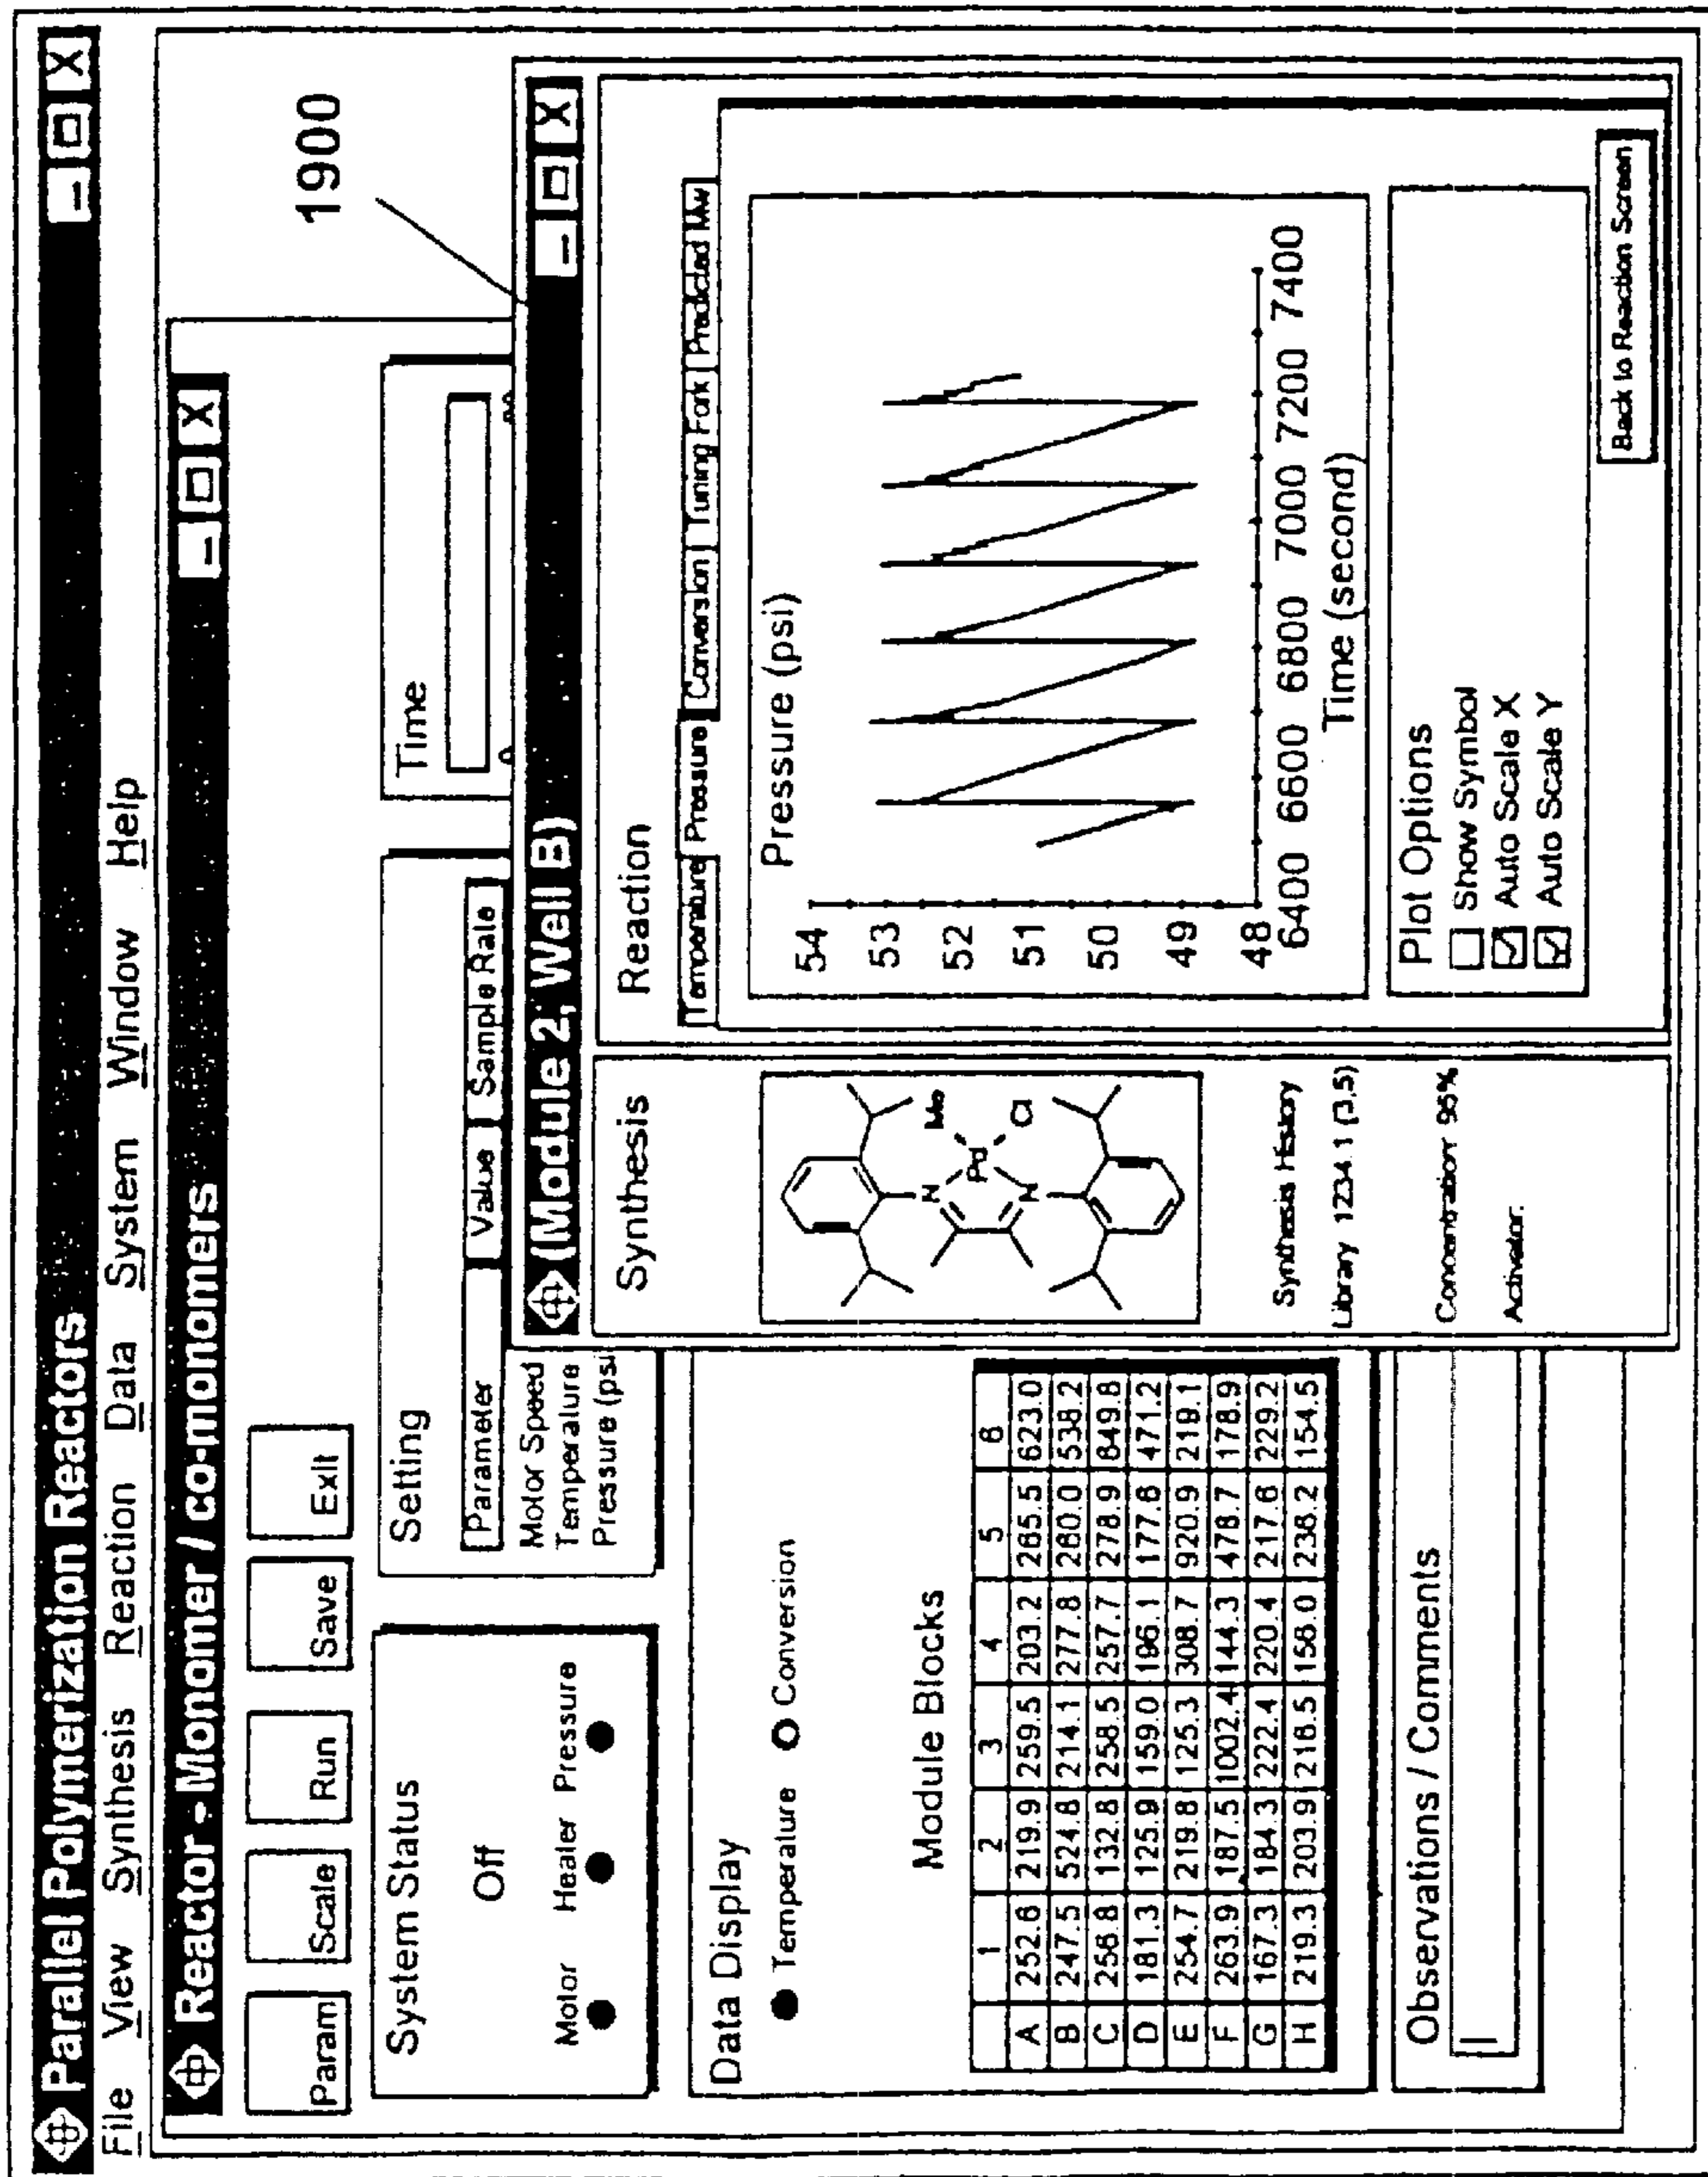 Parallel Polymerization Reactors
File View Synthesis Reaction Data System Window Help
Reactor - Monomer / co-monomers
Param Scale Run Save Exit
1900
System Status
Off
Motor Heater Pressure
Setting
Parameter Value Sample Rate
Motor Speed
Temperature
Pressure (psi
Time
Data Display
Temperature Conversion
Module Blocks
1 2 3 4 5 6
A 252.6 219.9 259.5 203.2 265.5 623.0
B 247.5 524.8 214.1 277.8 280.0 538.2
C 256.8 132.8 258.5 257.7 278.9 849.8
D 181.3 125.9 159.0 196.1 177.6 471.2
E 254.7 219.8 125.3 308.7 920.9 219.1
F 263.9 187.5 1002.4 144.3 478.7 178.9
G 167.3 184.3 222.4 220.4 217.6 229.2
H 219.3 203.9 218.5 158.0 238.2 154.5
Observations / Comments
(Module 2, Well B)
Synthesis
N
N
Pd
Me
Cl
Synthesis History
Library 1234.1 (3,5)
Concentration: 95%
Activator:
Reaction
Temperature Pressure Conversion Tuning Fork Predicted Mw
Pressure (psi)
54
53
52
51
50
49
48
6400 6600 6800 7000 7200 7400
Time (second)
Plot Options
Show Symbol
Auto Scale X
Auto Scale Y
Back to Reaction Screen